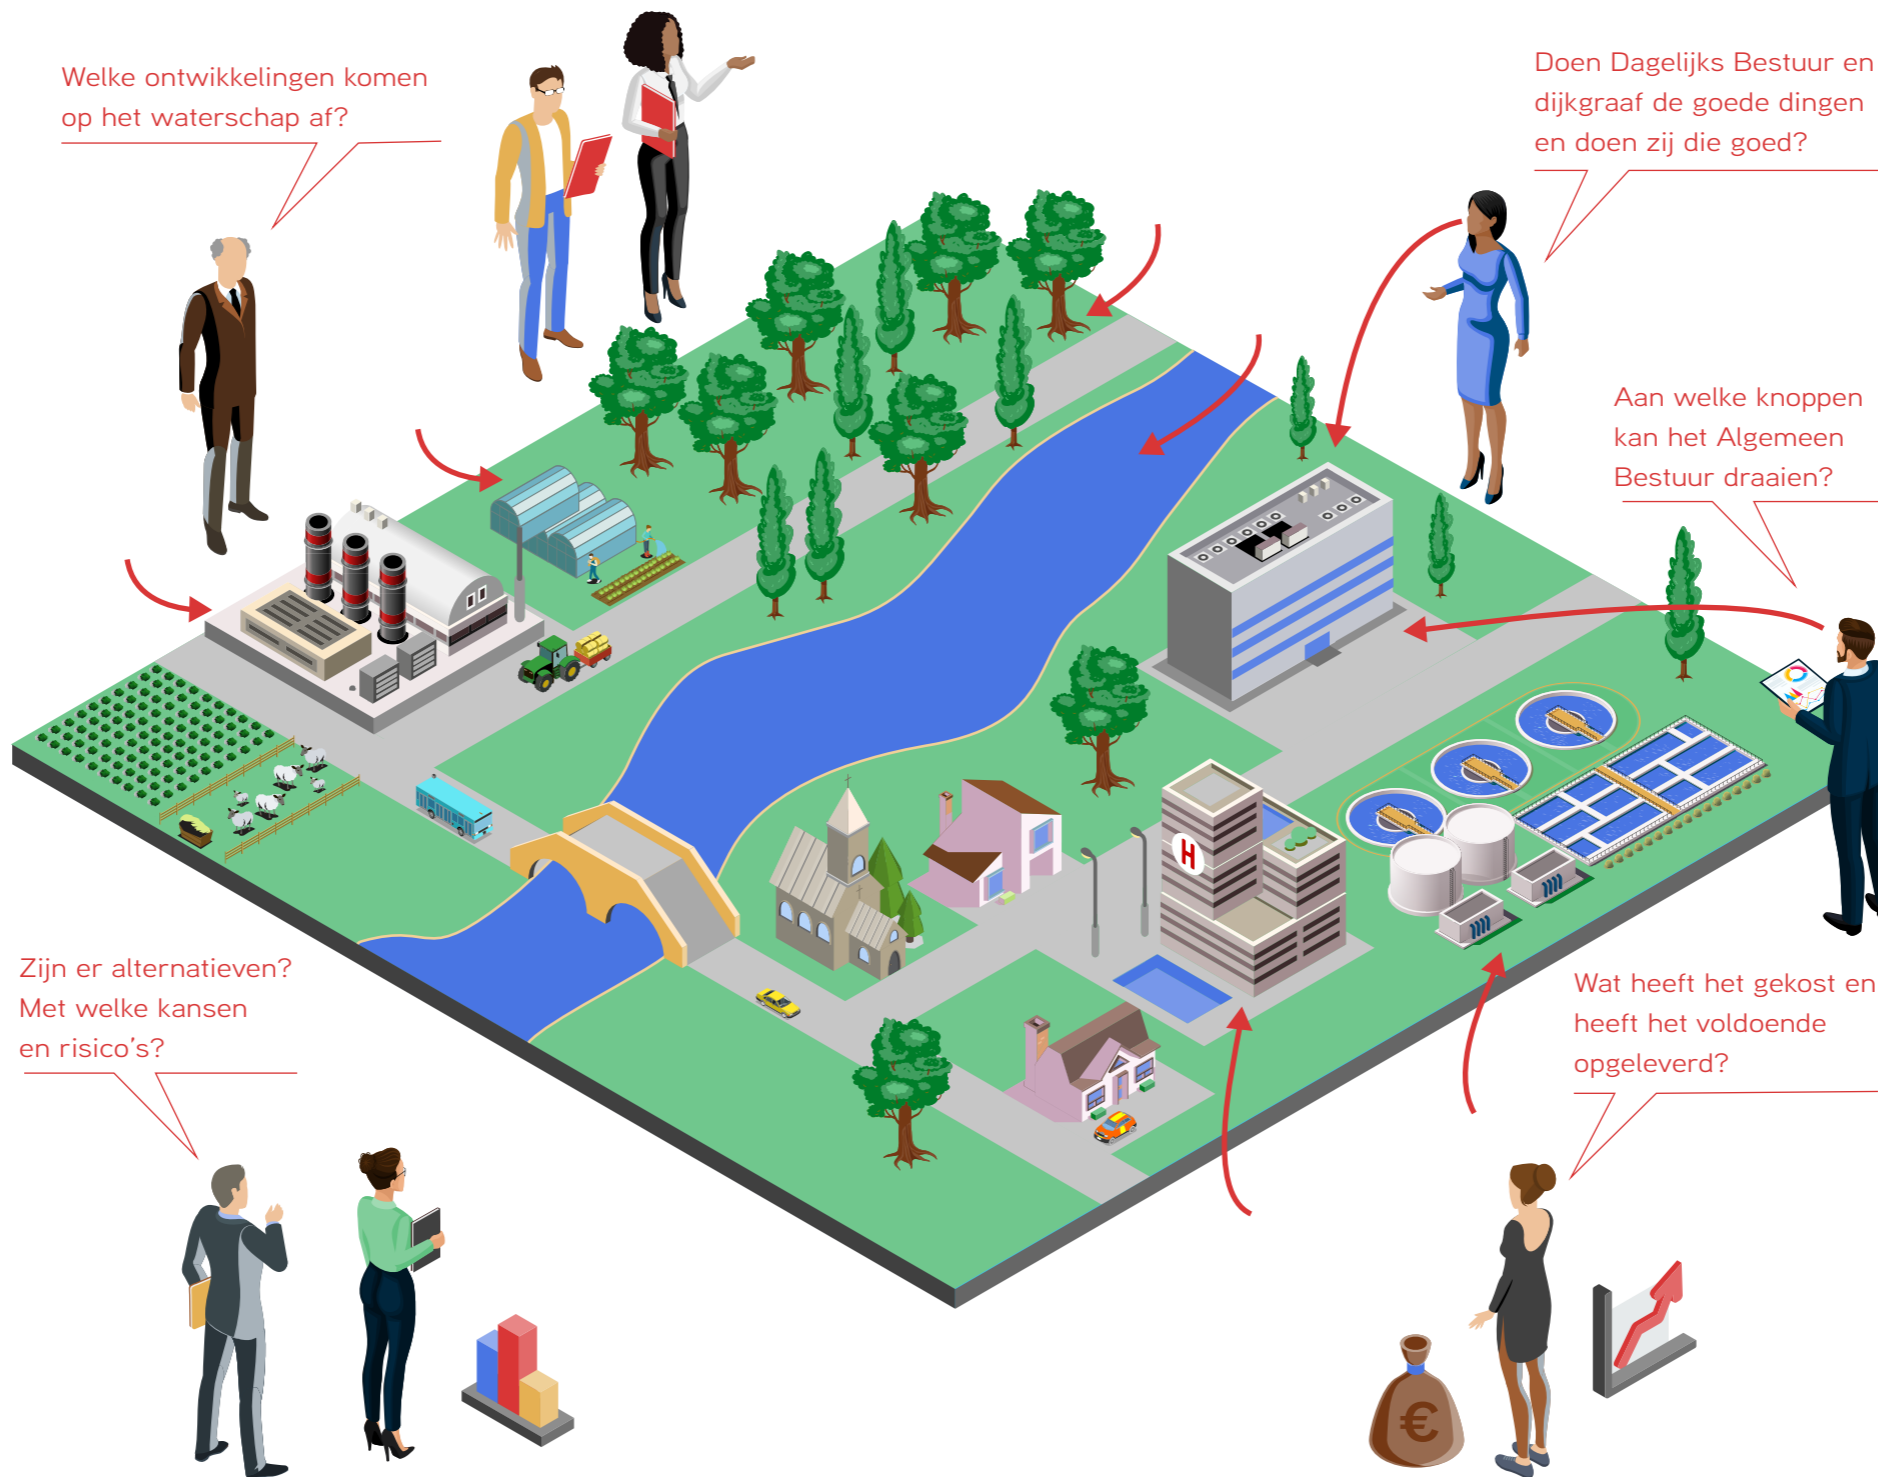 Welke ontwikkelingen komen
op het waterschap af?
Doen Dagelijks Bestuur en
dijkgraaf de goede dingen
en doen zij die goed?
Aan welke knoppen
kan het Algemeen
Bestuur draaien?
H
Zijn er alternatieven?
Met welke kansen
en risico's?
Wat heeft het gekost en
heeft het voldoende
opgeleverd?
€